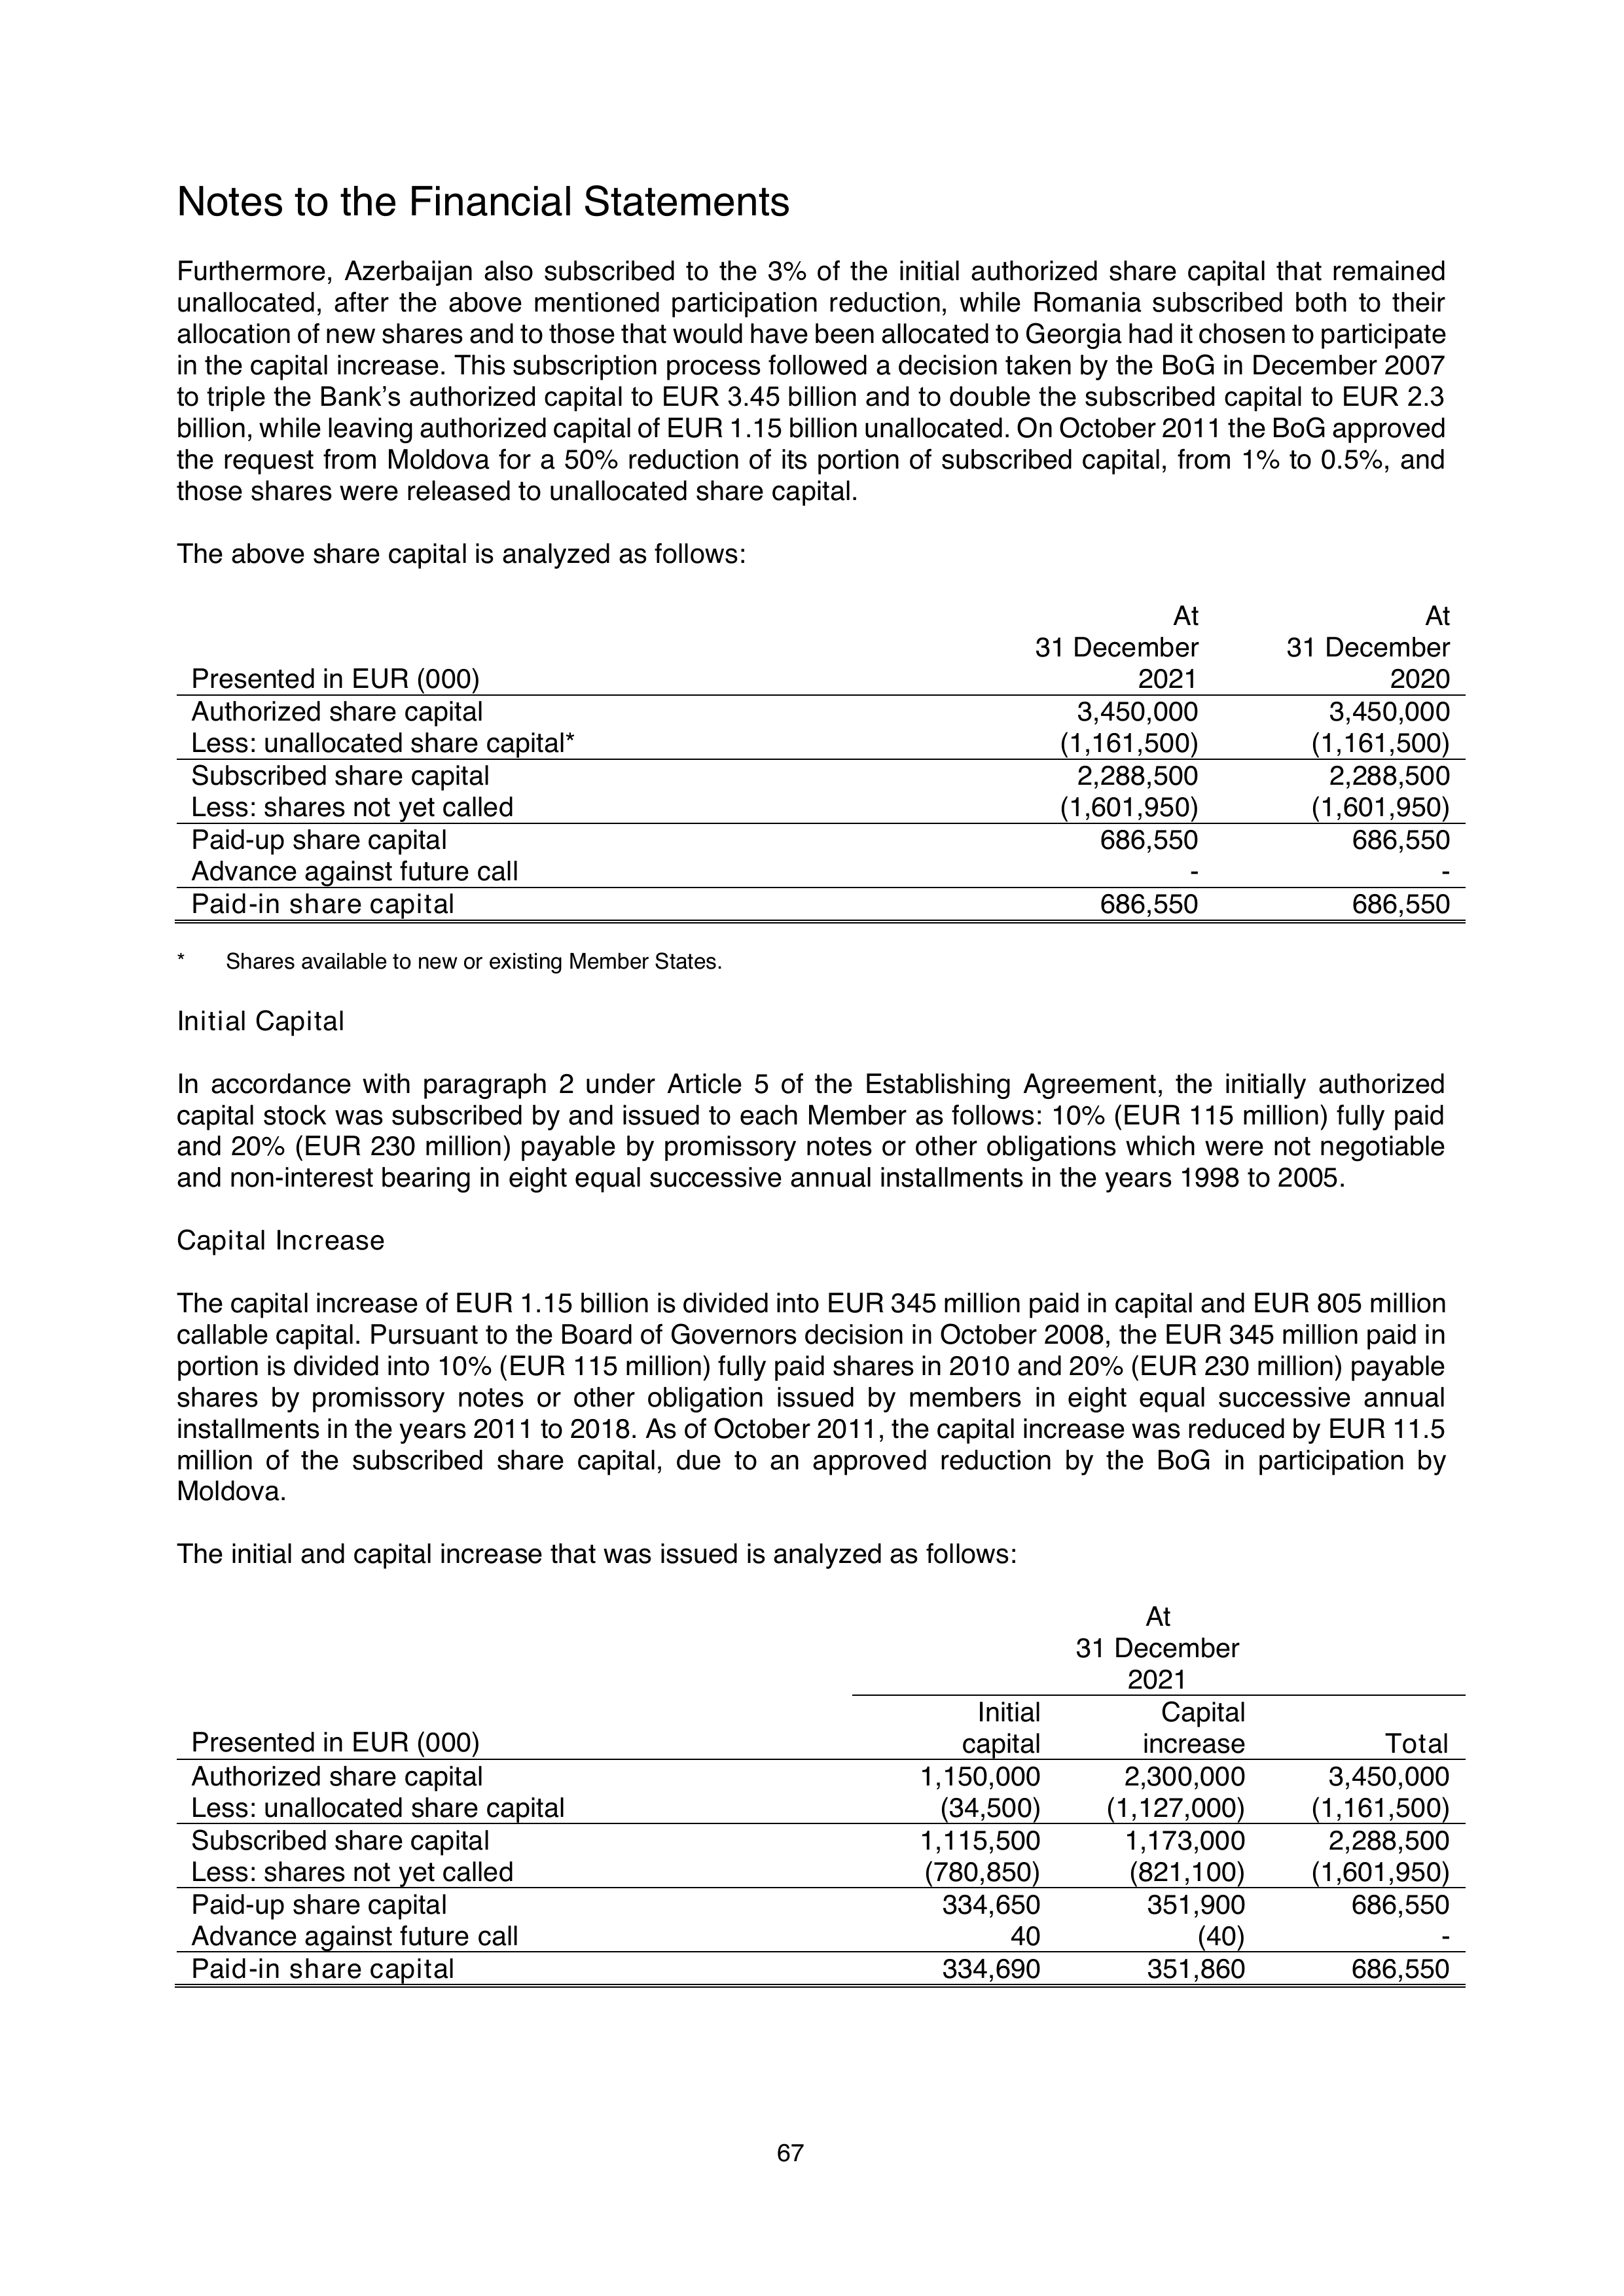 Notes to the Financial Statements
Furthermore, Azerbaijan also subscribed to the 3% of the initial authorized share capital that remained
unallocated, after the above mentioned participation reduction, while Romania subscribed both to their
allocation of new shares and to those that would have been allocated to Georgia had it chosen to participate
in the capital increase. This subscription process followed a decision taken by the BoG in December 2007
to triple the Bank's authorized capital to EUR 3.45 billion and to double the subscribed capital to EUR 2.3
billion, while leaving authorized capital of EUR 1.15 billion unallocated. On October 2011 the BoG approved
the request from Moldova for a 50% reduction of its portion of subscribed capital, from 1% to 0.5%, and
those shares were released to unallocated share capital.
The above share capital is analyzed as follows:
At At
31 December 31 December
Presented in EUR (000) 2021 2020
Authorized share capital 3,450,000 3,450,000
Less: unallocated share capital* (1,161,500) (1,161,500)
Subscribed share capital 2,288,500 2,288,500
Less: shares not yet called (1,601,950) (1,601,950)
Paid-up share capital 686,550 686,550
Advance against future call - -
Paid-in share capital 686,550 686,550
* Shares available to new or existing Member States.
Initial Capital
In accordance with paragraph 2 under Article 5 of the Establishing Agreement, the initially authorized
capital stock was subscribed by and issued to each Member as follows: 10% (EUR 115 million) fully paid
and 20% (EUR 230 million) payable by promissory notes or other obligations which were not negotiable
and non-interest bearing in eight equal successive annual installments in the years 1998 to 2005.
Capital Increase
The capital increase of EUR 1.15 billion is divided into EUR 345 million paid in capital and EUR 805 million
callable capital. Pursuant to the Board of Governors decision in October 2008, the EUR 345 million paid in
portion is divided into 10% (EUR 115 million) fully paid shares in 2010 and 20% (EUR 230 million) payable
shares by promissory notes or other obligation issued by members in eight equal successive annual
installments in the years 2011 to 2018. As of October 2011, the capital increase was reduced by EUR 11.5
million of the subscribed share capital, due to an approved reduction by the BoG in participation by
Moldova.
The initial and capital increase that was issued is analyzed as follows:
At
31 December
2021
Initial Capital
Presented in EUR (000) capital increase Total
Authorized share capital 1,150,000 2,300,000 3,450,000
Less: unallocated share capital (34,500) (1,127,000) (1,161,500)
Subscribed share capital 1,115,500 1,173,000 2,288,500
Less: shares not yet called (780,850) (821,100) (1,601,950)
Paid-up share capital 334,650 351,900 686,550
Advance against future call 40 (40) -
Paid-in share capital 334,690 351,860 686,550
67